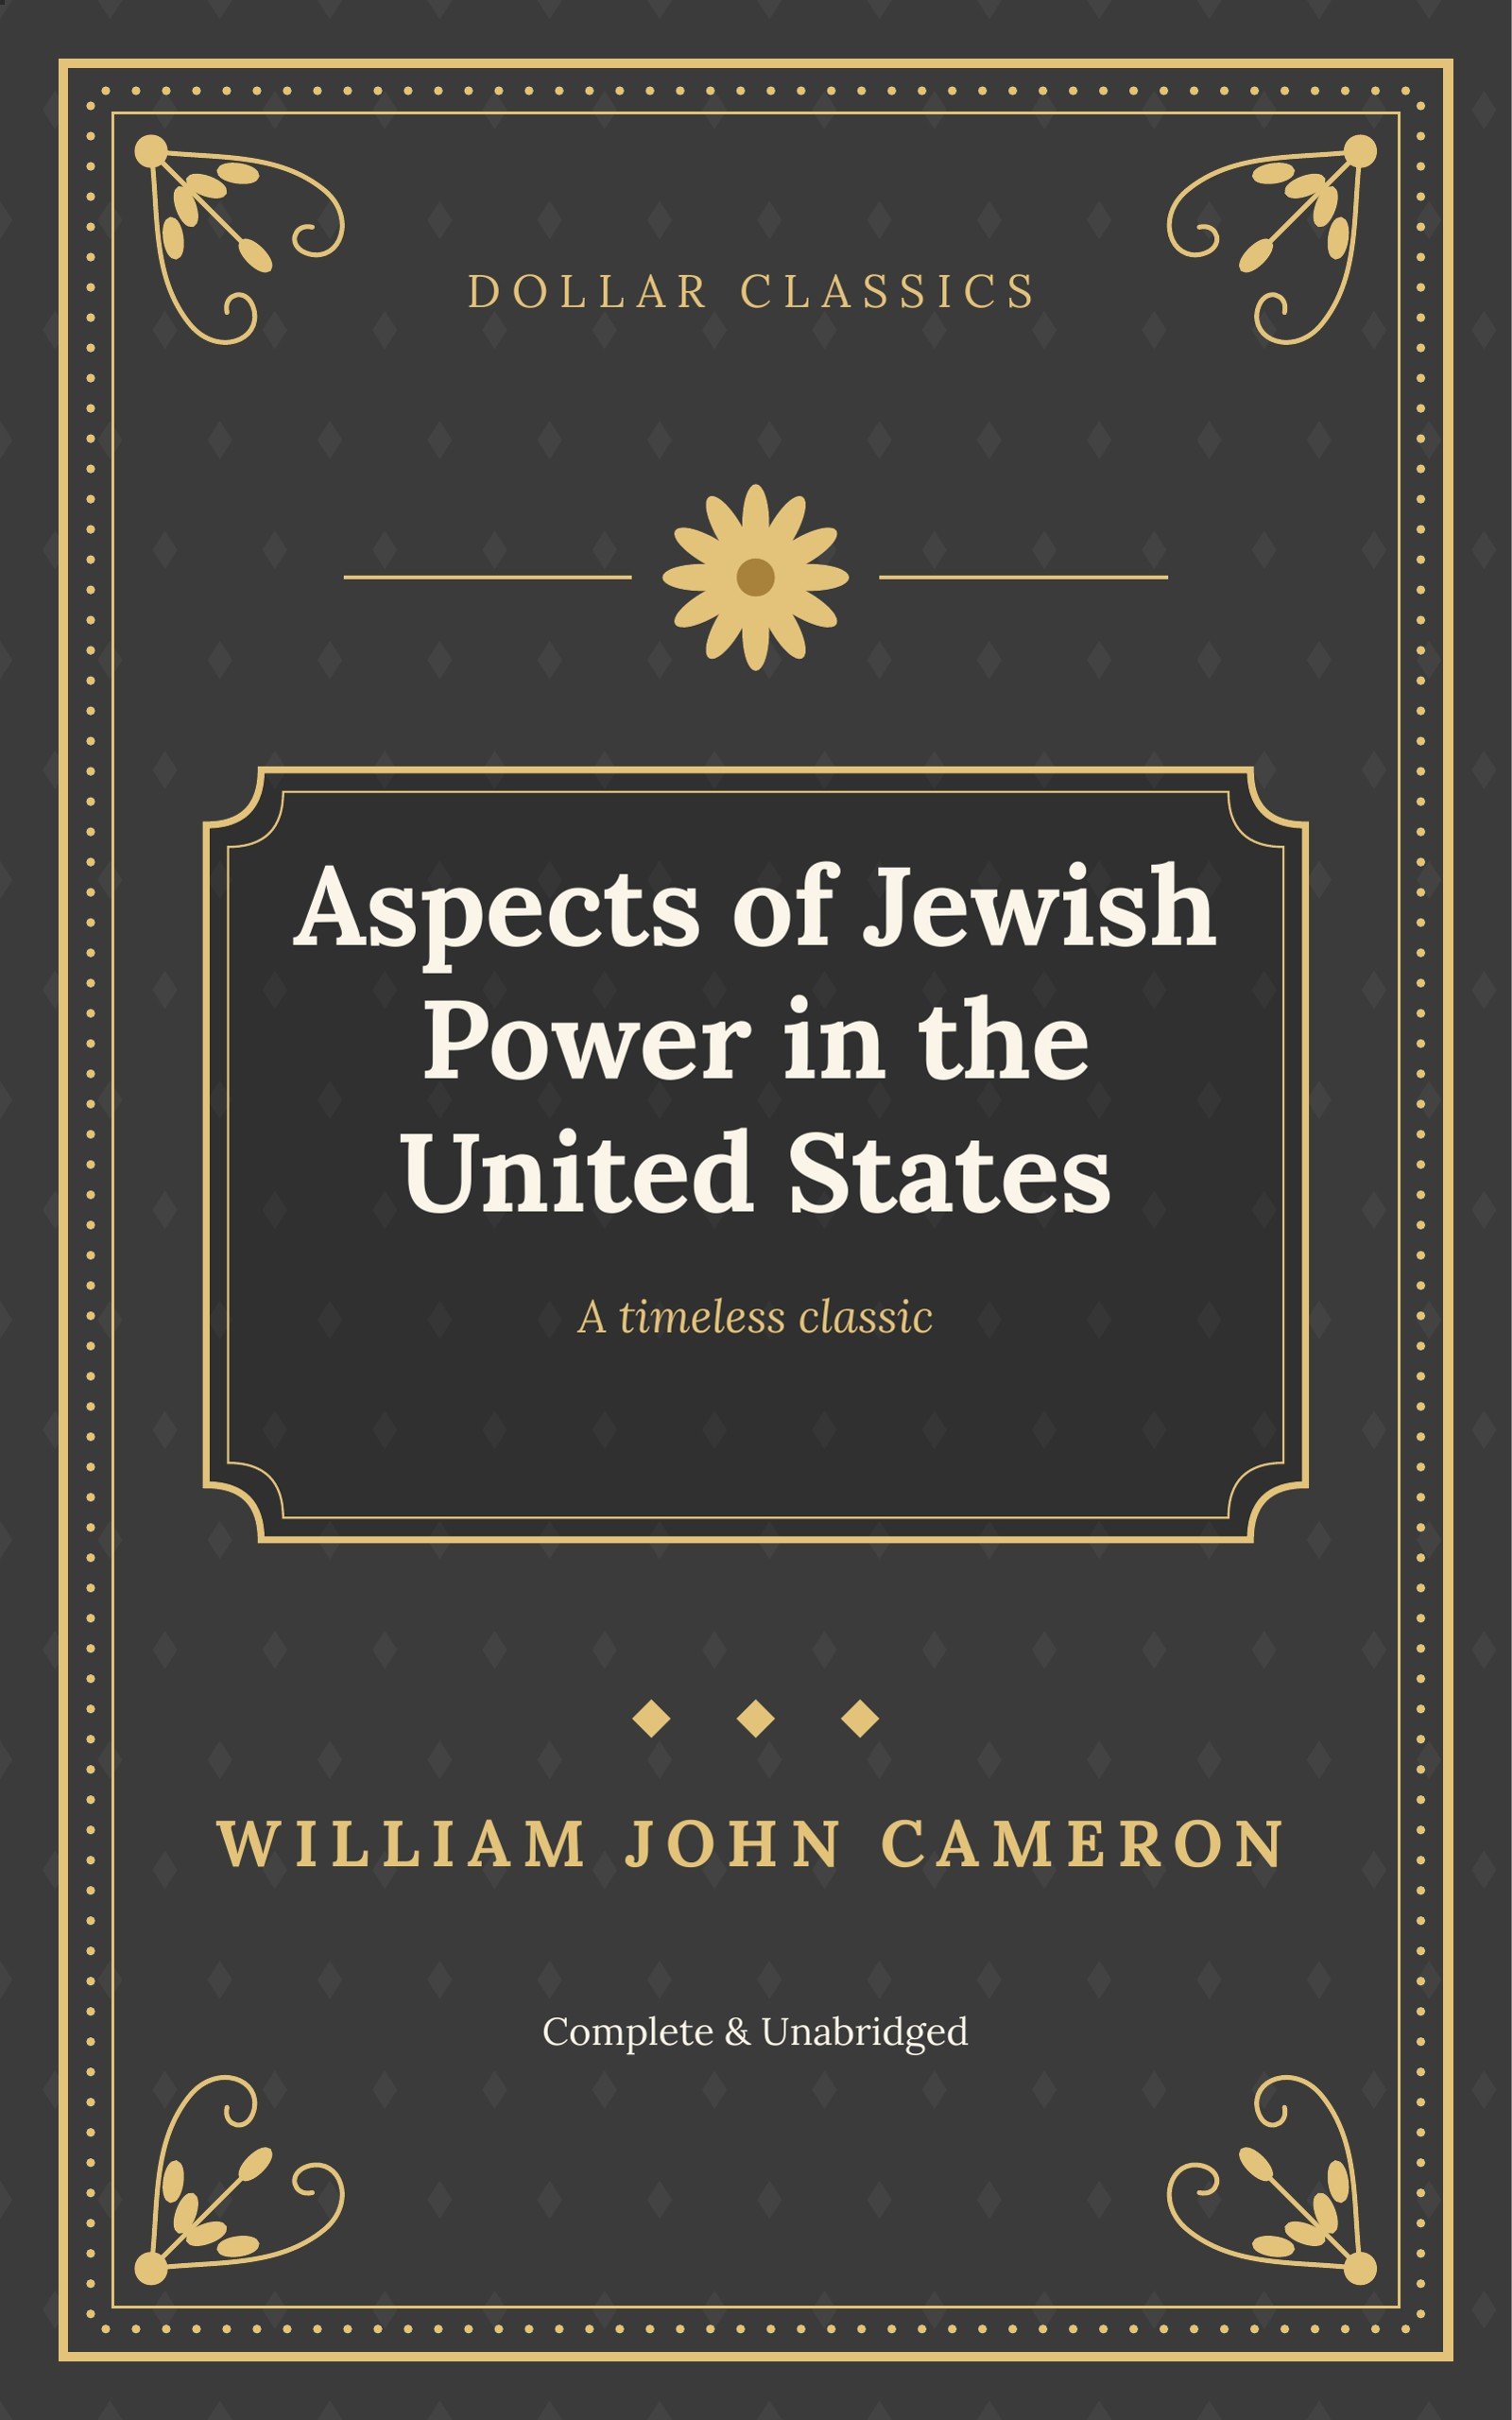 DOLLAR CLASSICS
Aspects of Jewish
Power in the
United States
A timeless classic
WILLIAM JOHN CAMERON
Complete & Unabridged